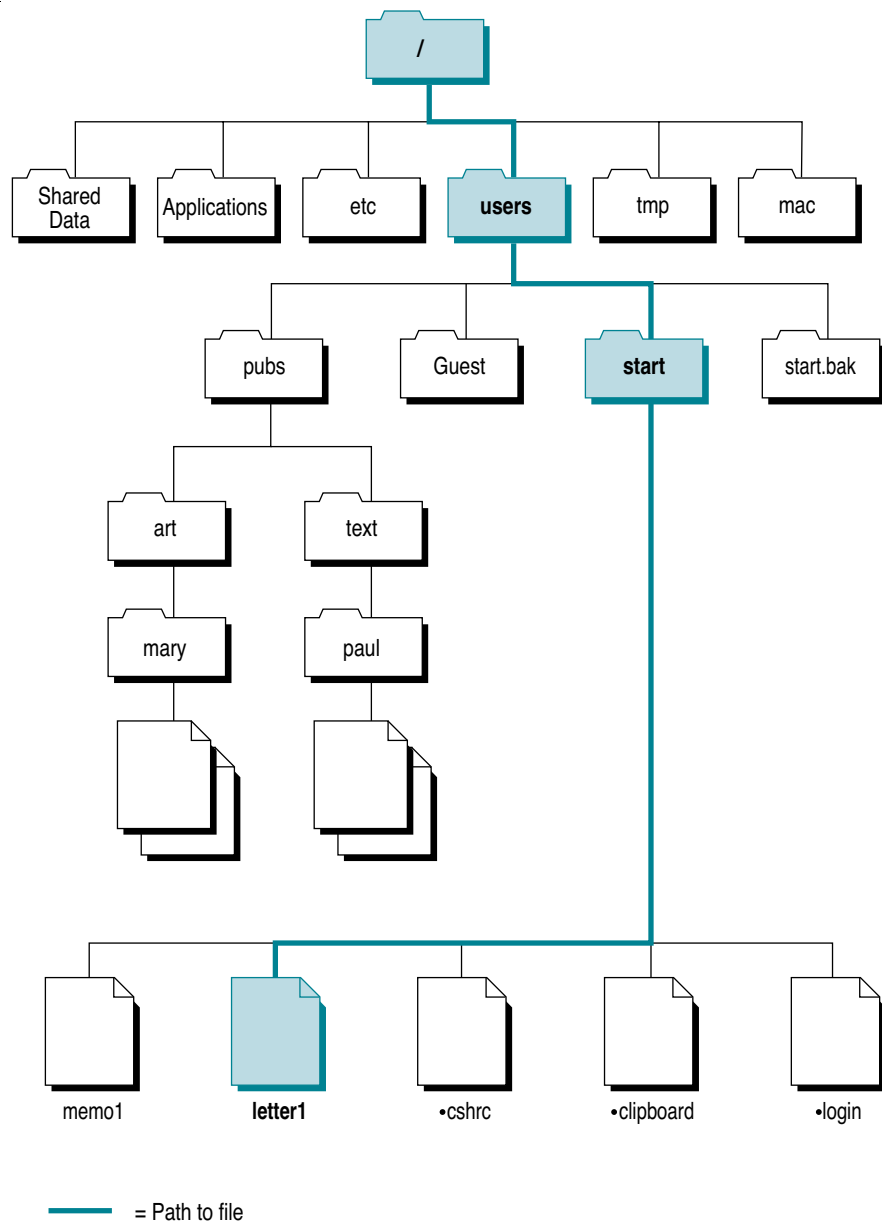 /
Shared
Data
Applications
etc
users
tmp
mac
pubs
Guest
start
start.bak
art
text
mary
paul
memo1
letter1
•cshrc
•clipboard
•login
= Path to file